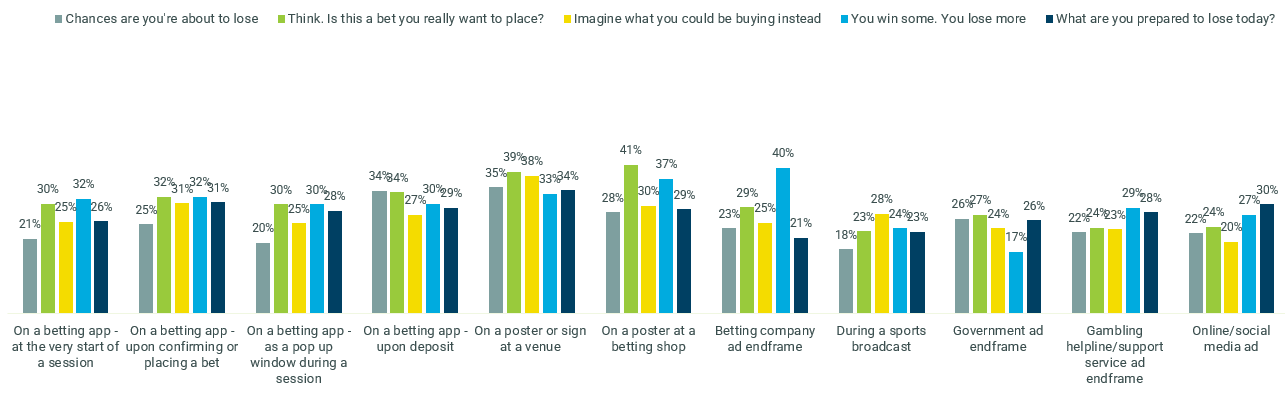 Chances are you're about to lose Think. Is this a bet you really want to place? Imagine what you could be buying instead You win some. You lose more What are you prepared to lose today?
21% 30% 25% 32% 26%
25% 32% 31% 32% 31%
20% 30% 25% 30% 28%
34% 34% 27% 30% 29%
35% 39% 38% 33% 34%
28% 41% 30% 37% 29%
23% 29% 25% 40% 21%
18% 23% 28% 24% 23%
26% 27% 24% 17% 26%
22% 24% 23% 29% 28%
22% 24% 20% 27% 30%
On a betting app -
at the very start of
a session
On a betting app -
upon confirming or
placing a bet
On a betting app -
as a pop up
window during a
session
On a betting app -
upon deposit
On a poster or sign
at a venue
On a poster at a
betting shop
Betting company
ad endframe
During a sports
broadcast
Government ad
endframe
Gambling
helpline/support
service ad
endframe
Online/social
media ad